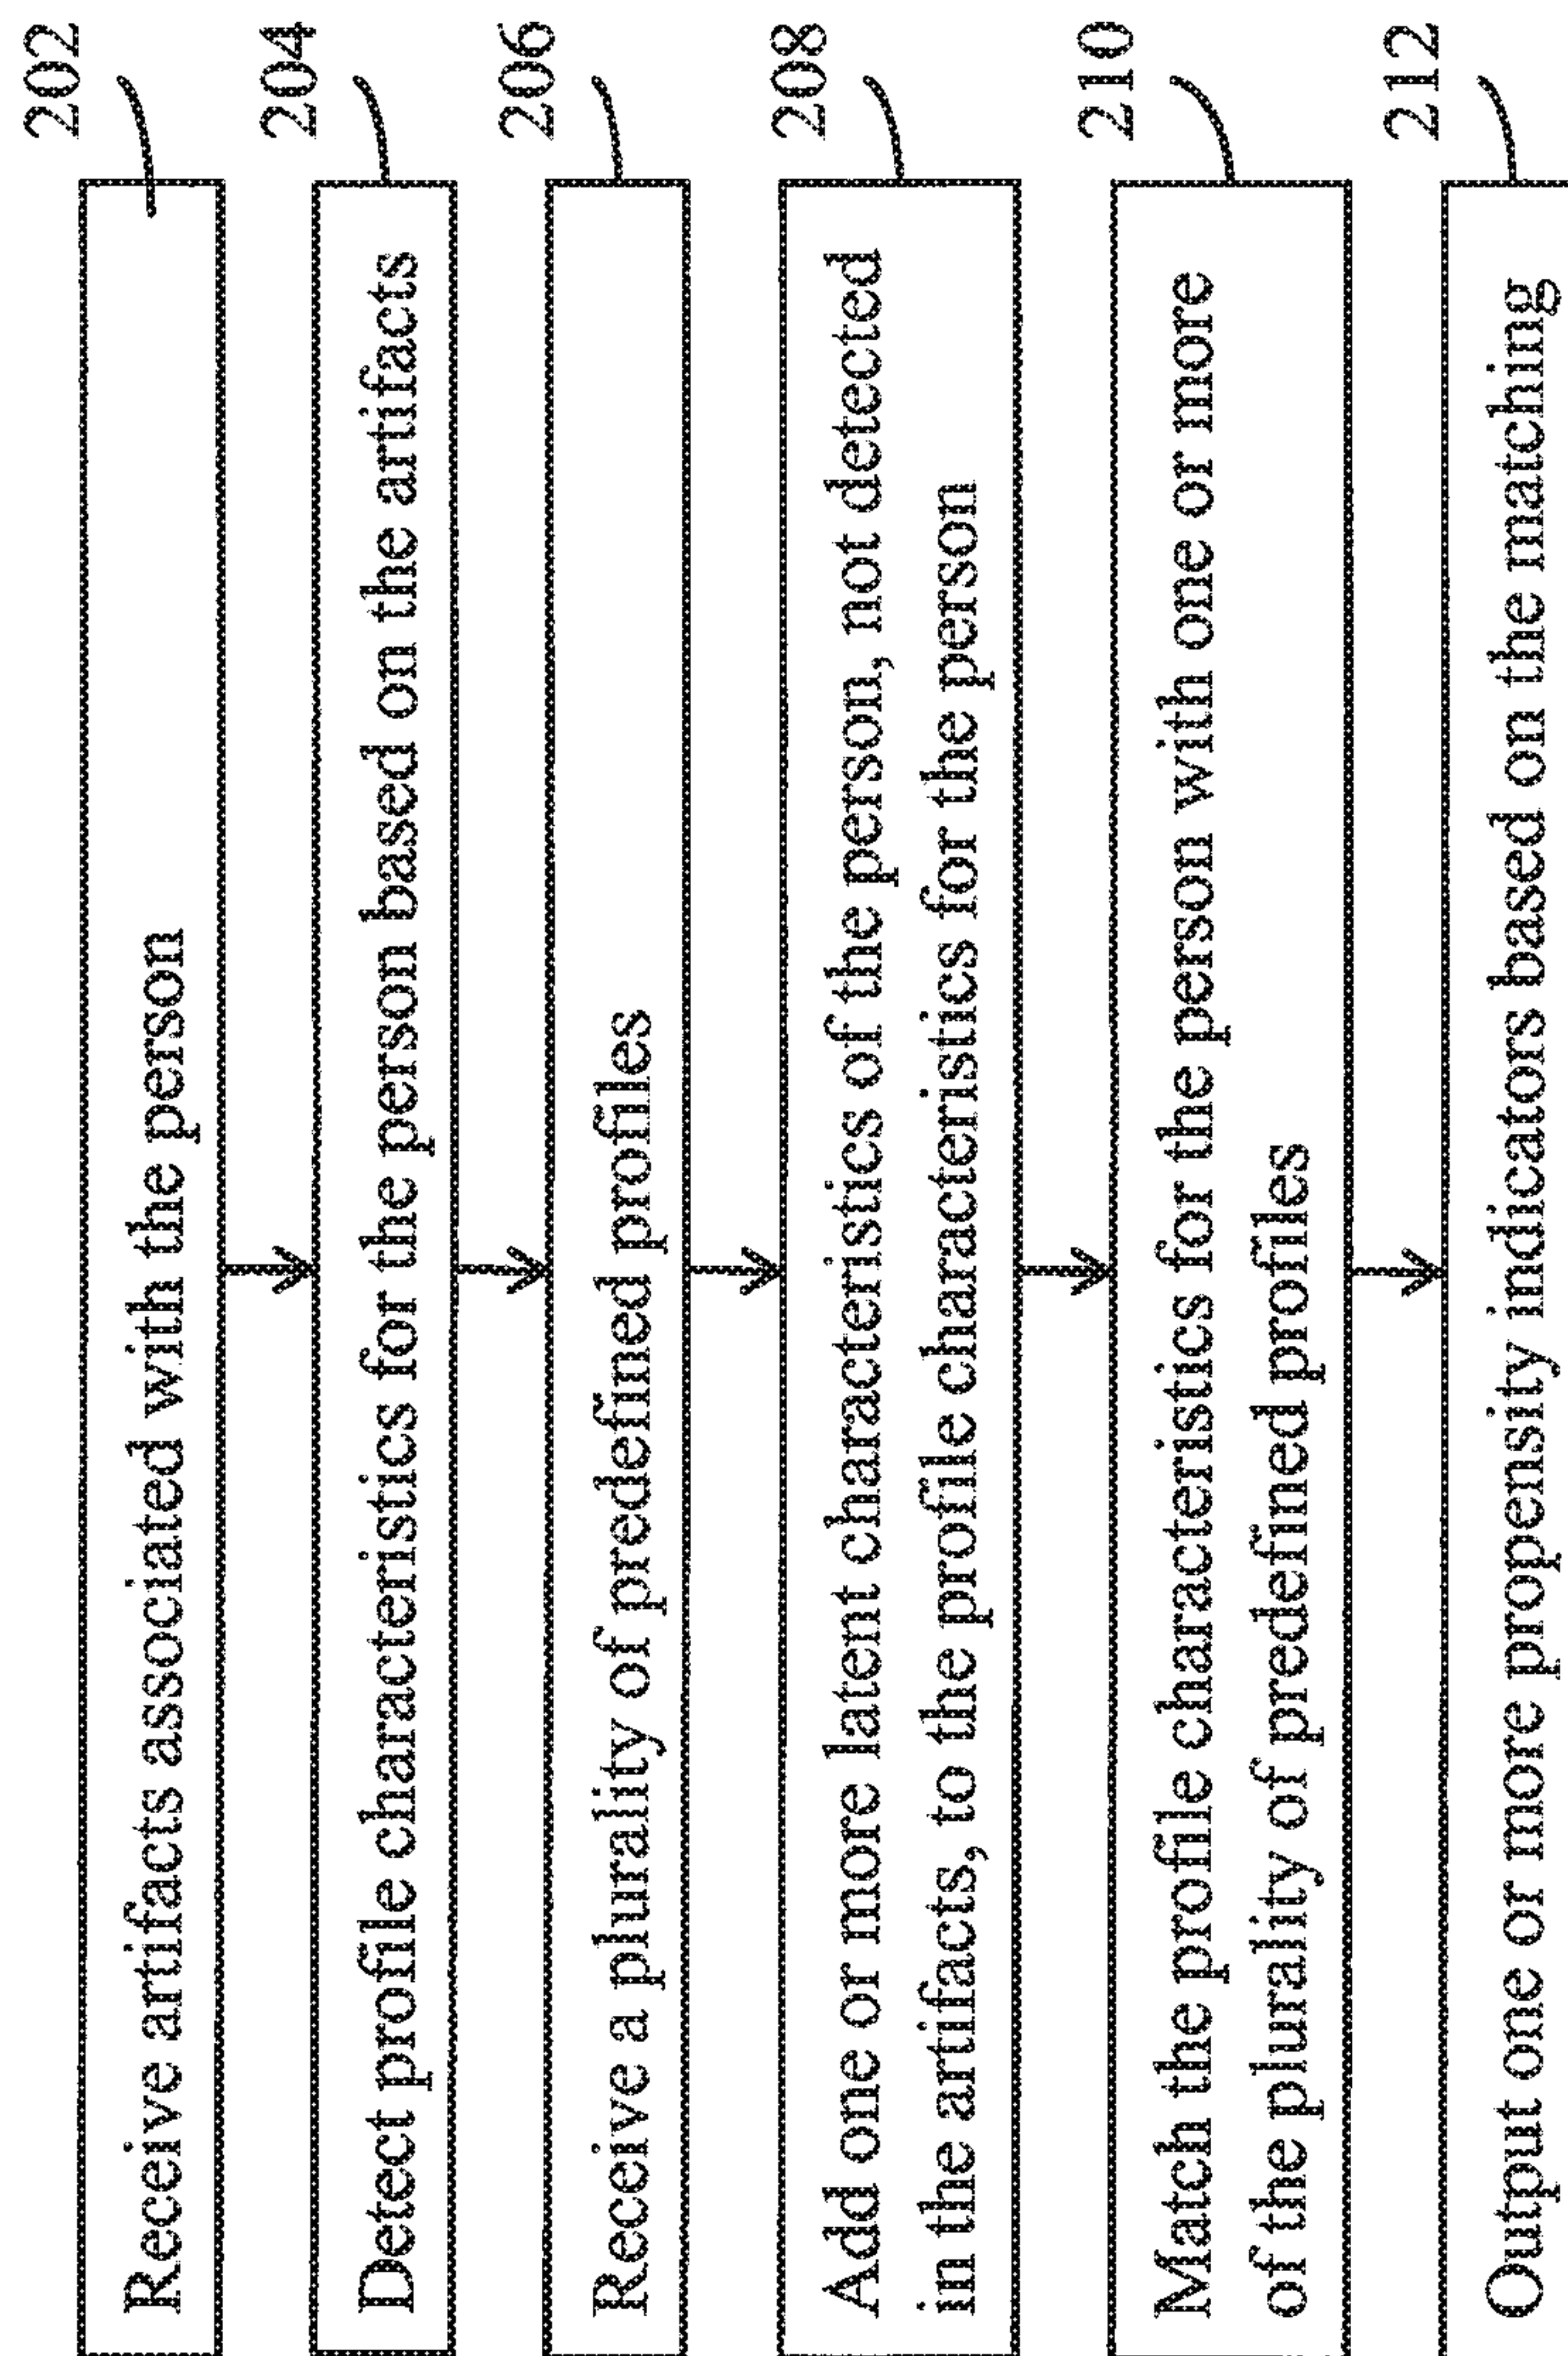 202
Receive artifacts associated with the person
204
Detect profile characteristics for the person based on the artifacts
206
Receive a plurality of predefined profiles
208
Add one or more latent characteristics of the person, not detected
in the artifacts, to the profile characteristics for the person
210
Match the profile characteristics for the person with one or more
of the plurality of predefined profiles
212
Output one or more propensity indicators based on the matching